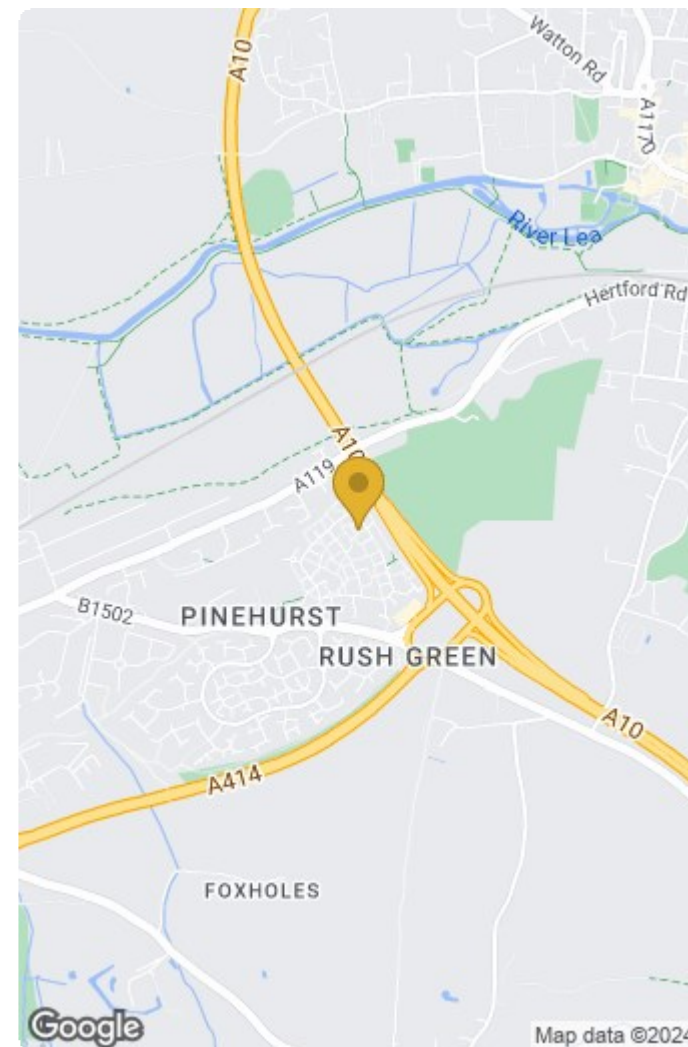 A10
Watton Rd
A1170
River Lea
Hertford Rd
A10
A119
B1502
PINEHURST
RUSH GREEN
A10
A414
FOXHOLES
Google
Map data ©2024